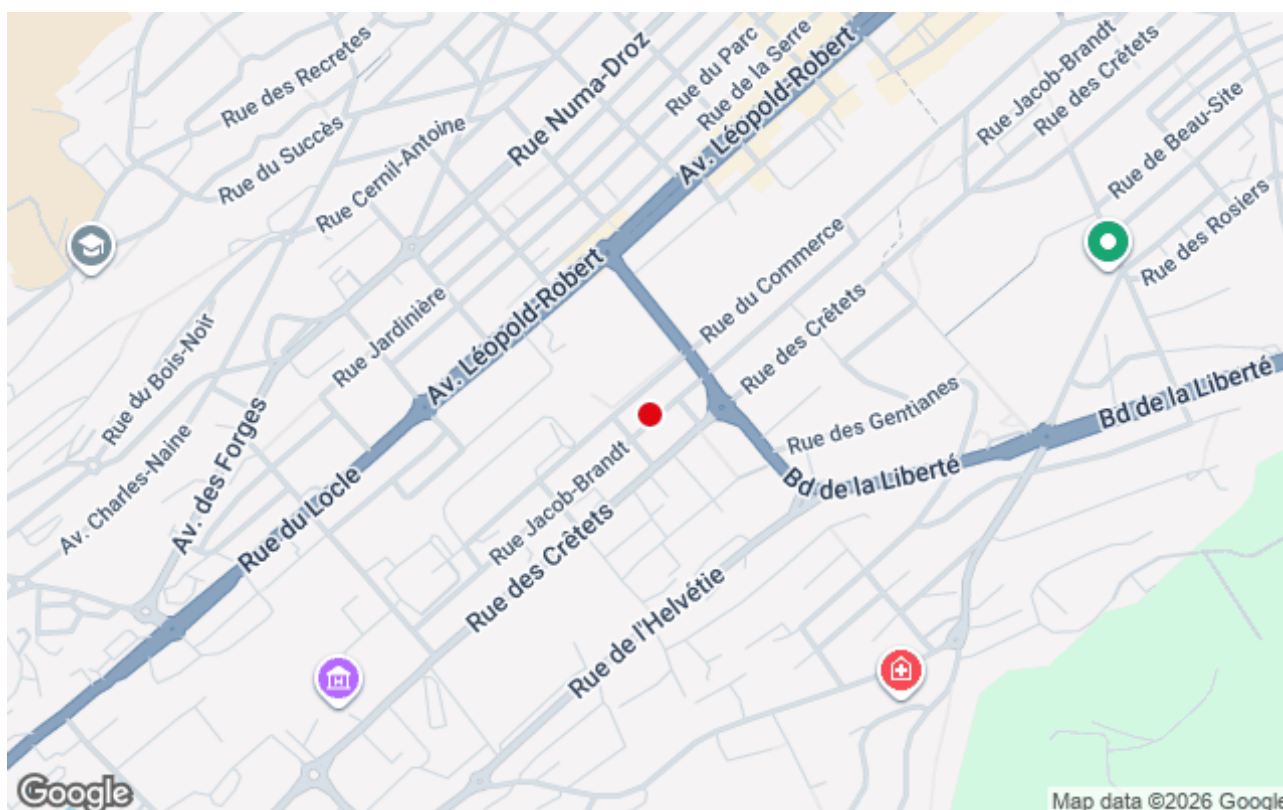 Rue des Recretes
Rue Numa-Droz
Rue du Parc
Rue de la Serre
Av. Léopold-Robert
Rue Jacob-Brandt
Rue des Crêtets
Rue du Succès
Rue Cernil-Antoine
Rue de Beau-Site
Rue des Rosiers
Rue du Commerce
Rue Jardinière
Av. Léopold-Robert
Rue des Crêtets
Rue du Bois-Noir
Av. des Forges
Av. Charles-Naine
Rue des Gentianes
Bd de la Liberté
Bd de la Liberté
Rue du Locle
Rue Jacob-Brandt
Rue des Crêtets
Rue de l'Helvétie
Google
Map data ©2026 Google